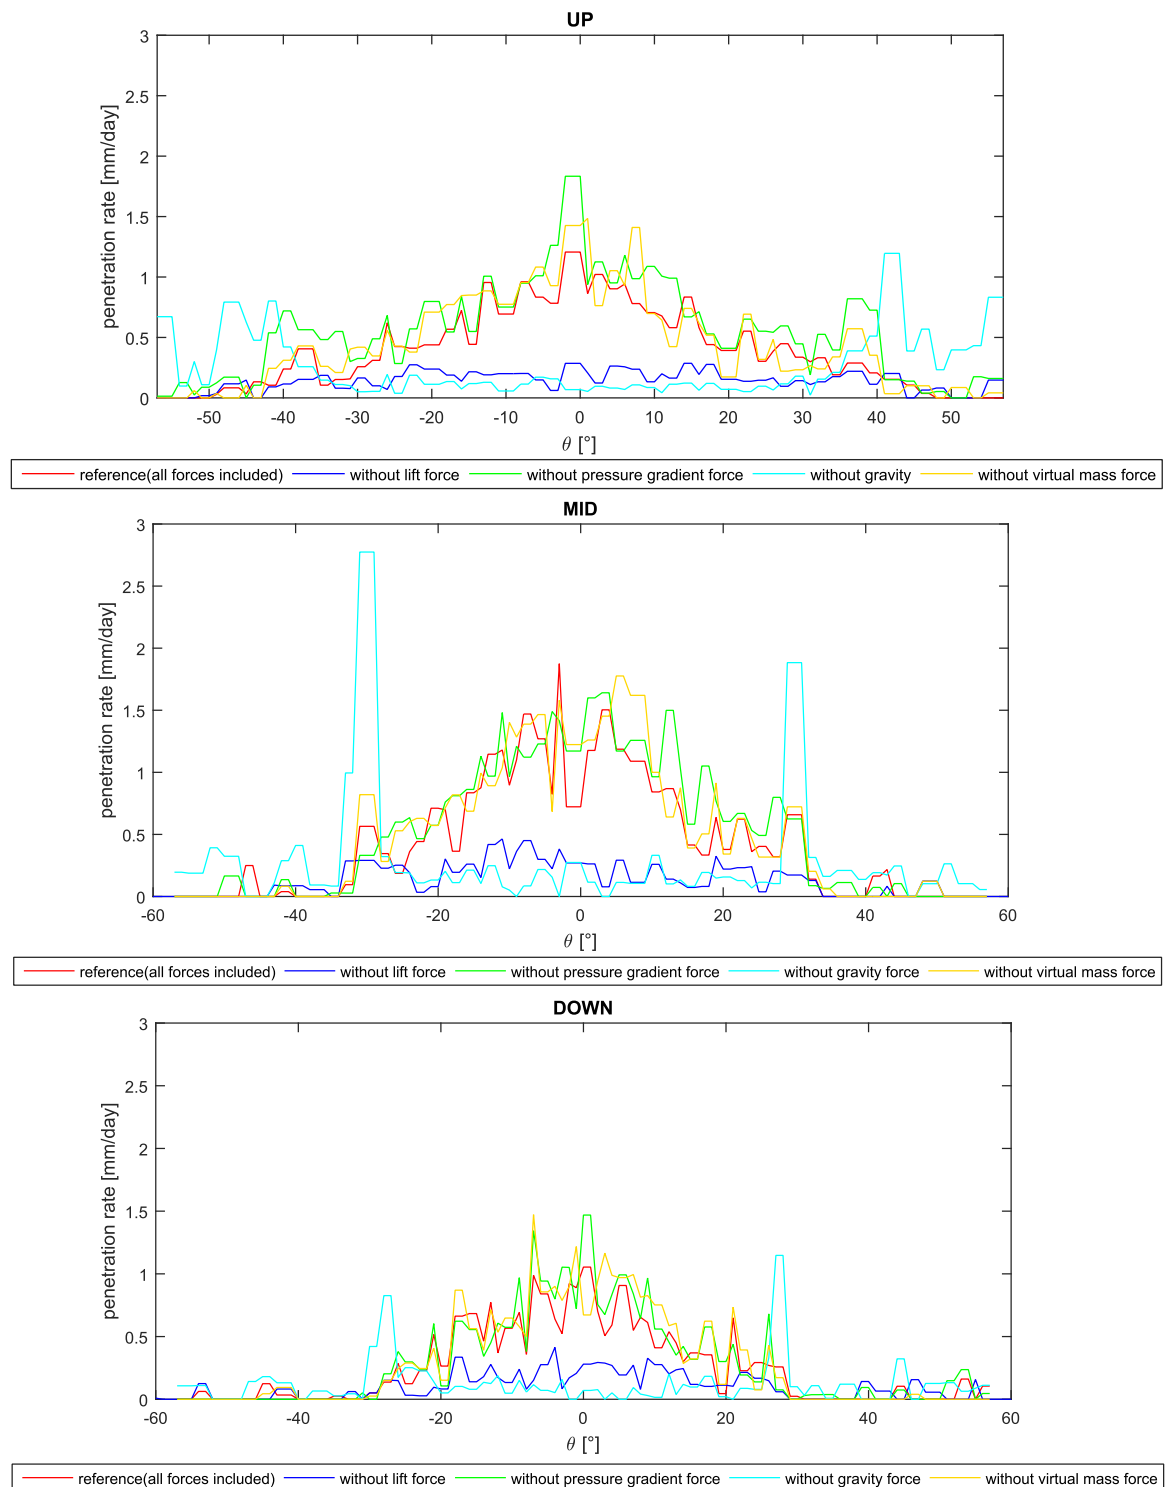 UP
3
2.5
2
1.5
1
0.5
0
penetration rate [mm/day]
-50 -40 -30 -20 -10 0 10 20 30 40 50
θ [°]
reference(all forces included) without lift force without pressure gradient force without gravity without virtual mass force
MID
3
2.5
2
1.5
1
0.5
0
penetration rate [mm/day]
-60 -40 -20 0 20 40 60
θ [°]
reference(all forces included) without lift force without pressure gradient force without gravity force without virtual mass force
DOWN
3
2.5
2
1.5
1
0.5
0
penetration rate [mm/day]
-60 -40 -20 0 20 40 60
θ [°]
reference(all forces included) without lift force without pressure gradient force without gravity force without virtual mass force